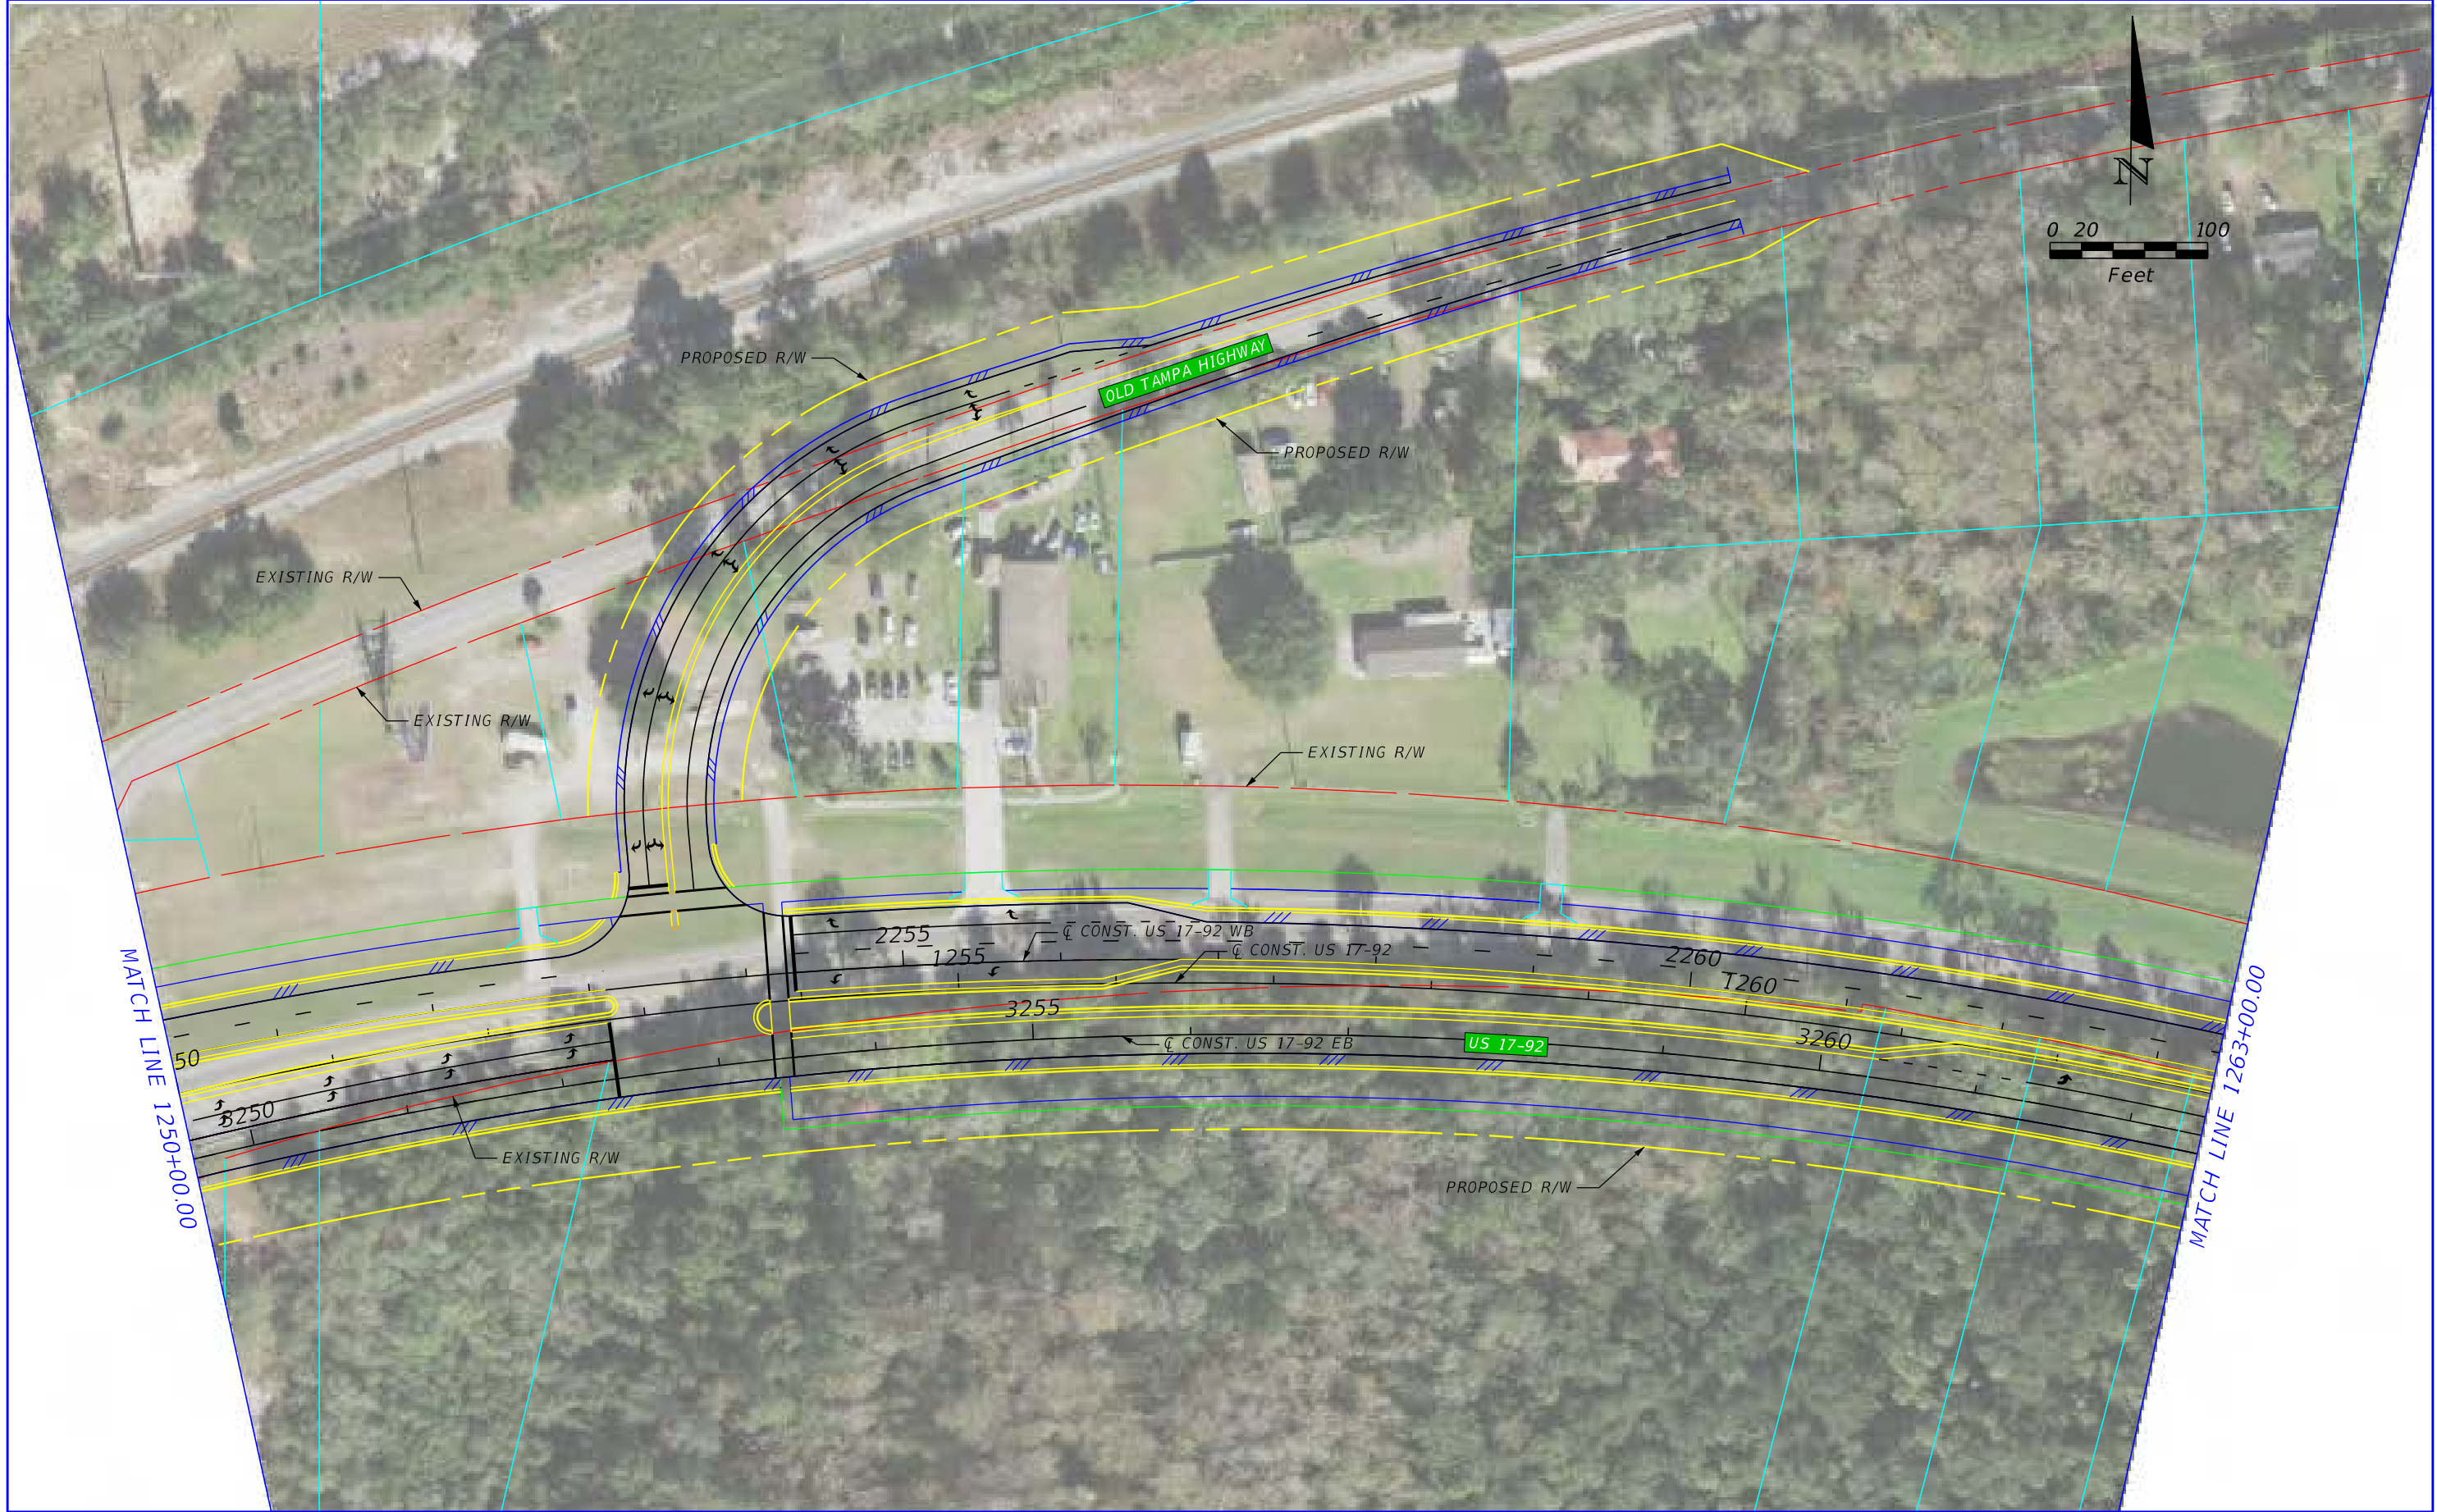 N
0 20 100
Feet
OLD TAMPA HIGHWAY
PROPOSED R/W
PROPOSED R/W
EXISTING R/W
EXISTING R/W
EXISTING R/W
2255
℄ CONST. US 17-92 WB
1255
℄ CONST. US 17-92
2260
1260
3255
3260
℄ CONST. US 17-92 EB
US 17-92
50
3250
EXISTING R/W
PROPOSED R/W
MATCH LINE 1250+00.00
MATCH LINE 1263+00.00